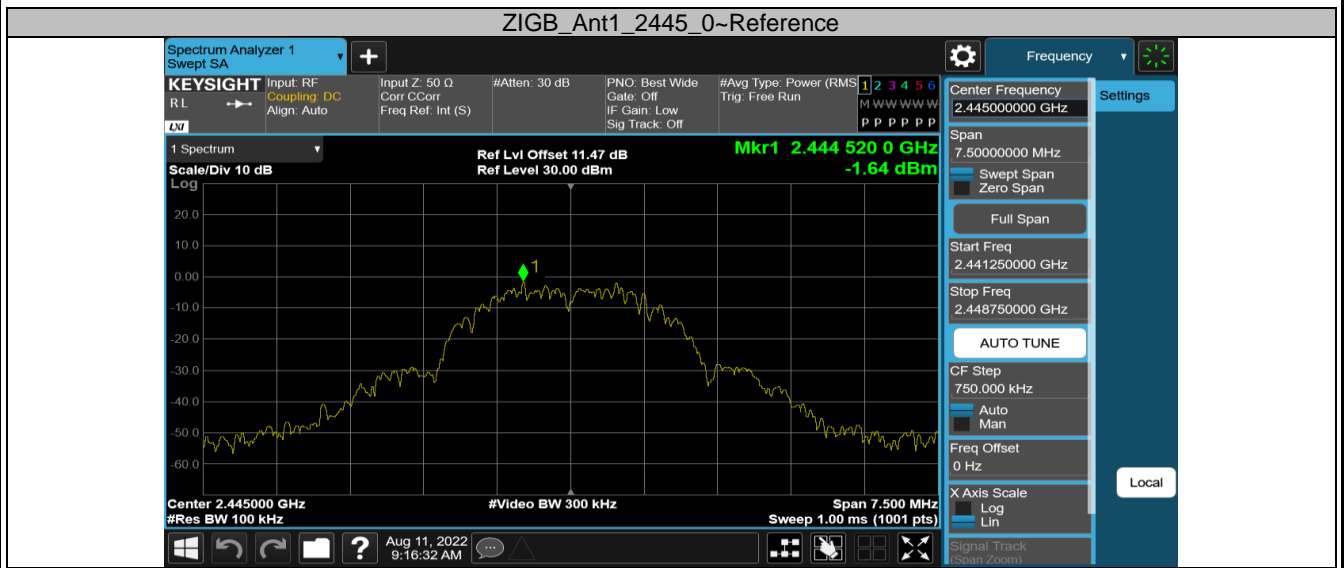 ZIGB_Ant1_2445_0~Reference
Spectrum Analyzer 1
Swept SA
+
Frequency
KEYSIGHT
R L
LXI
Input: RF
Coupling: DC
Align: Auto
Input Z: 50 Ω
Corr CCorr
Freq Ref: Int (S)
#Atten: 30 dB
PNO: Best Wide
Gate: Off
IF Gain: Low
Sig Track: Off
#Avg Type: Power (RMS
Trig: Free Run
1 2 3 4 5 6
M W W W W W
P P P P P P
1 Spectrum
Scale/Div 10 dB
Log
Ref Lvl Offset 11.47 dB
Ref Level 30.00 dBm
Mkr1 2.444 520 0 GHz
-1.64 dBm
20.0
10.0
0.00
-10.0
-20.0
-30.0
-40.0
-50.0
-60.0
1
Center 2.445000 GHz
#Res BW 100 kHz
#Video BW 300 kHz
Span 7.500 MHz
Sweep 1.00 ms (1001 pts)
?
Aug 11, 2022
9:16:32 AM
Center Frequency
2.445000000 GHz
Span
7.50000000 MHz
Swept Span
Zero Span
Full Span
Start Freq
2.441250000 GHz
Stop Freq
2.448750000 GHz
AUTO TUNE
CF Step
750.000 kHz
Auto
Man
Freq Offset
0 Hz
X Axis Scale
Log
Lin
Signal Track
(Span Zoom)
Settings
Local